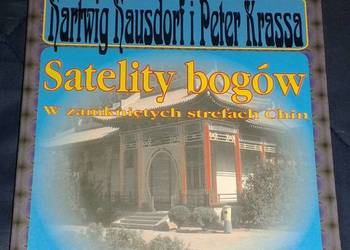 Hartwig Hausdorf i Peter Krassa
Satelity bogów
W zamkniętych strefach Chin